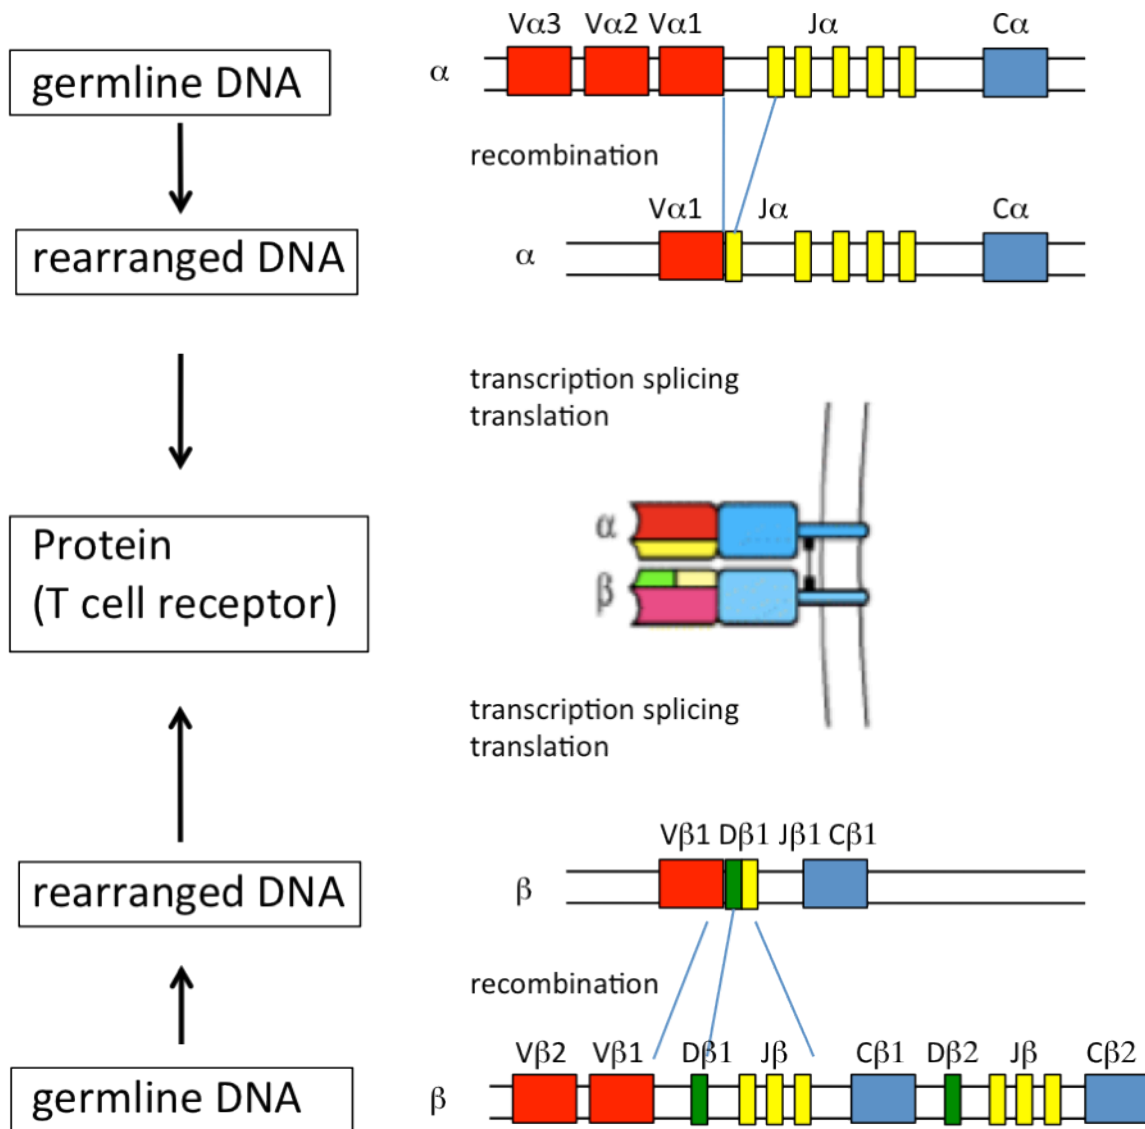 Vα3 Vα2 Vα1 Jα Cα
germline DNA
α
recombination
Vα1 Jα Cα
rearranged DNA
α
transcription splicing
translation
Protein
(T cell receptor)
α
β
transcription splicing
translation
Vβ1 Dβ1 Jβ1 Cβ1
rearranged DNA
β
recombination
Vβ2 Vβ1 Dβ1 Jβ Cβ1 Dβ2 Jβ Cβ2
germline DNA
β